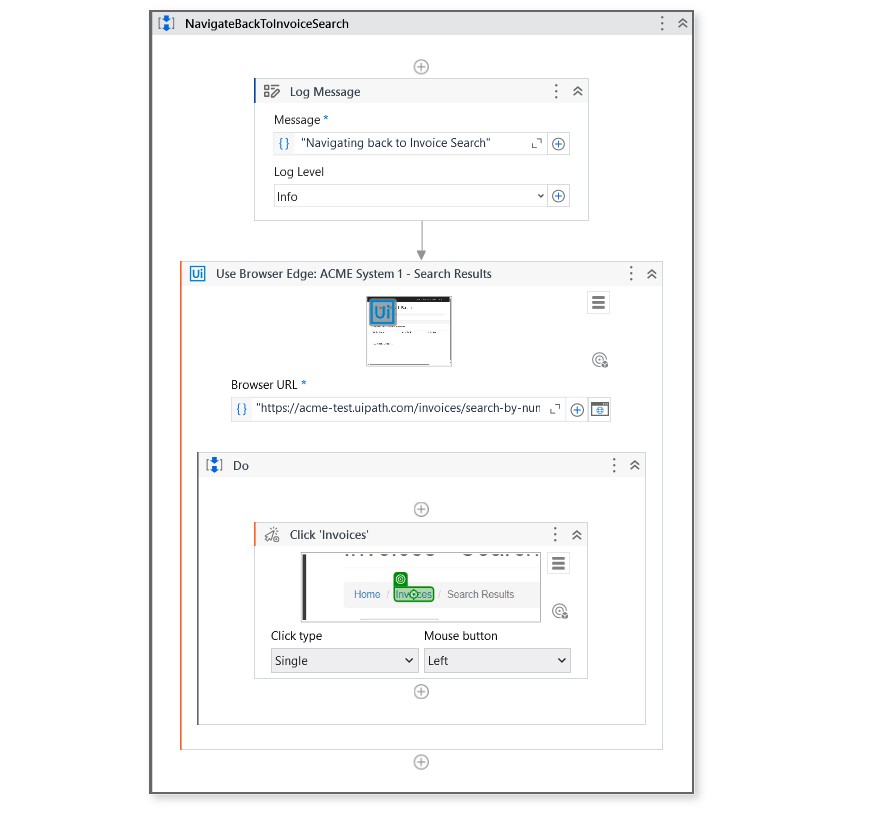 NavigateBackToInvoiceSearch
Log Message
Message *
{ } "Navigating back to Invoice Search"
Log Level
Info
Ui Use Browser Edge: ACME System 1 - Search Results
Ui
Browser URL *
{ } "https://acme-test.uipath.com/invoices/search-by-nun
Do
Click 'Invoices'
Home / Invoices / Search Results
Click type Mouse button
Single Left